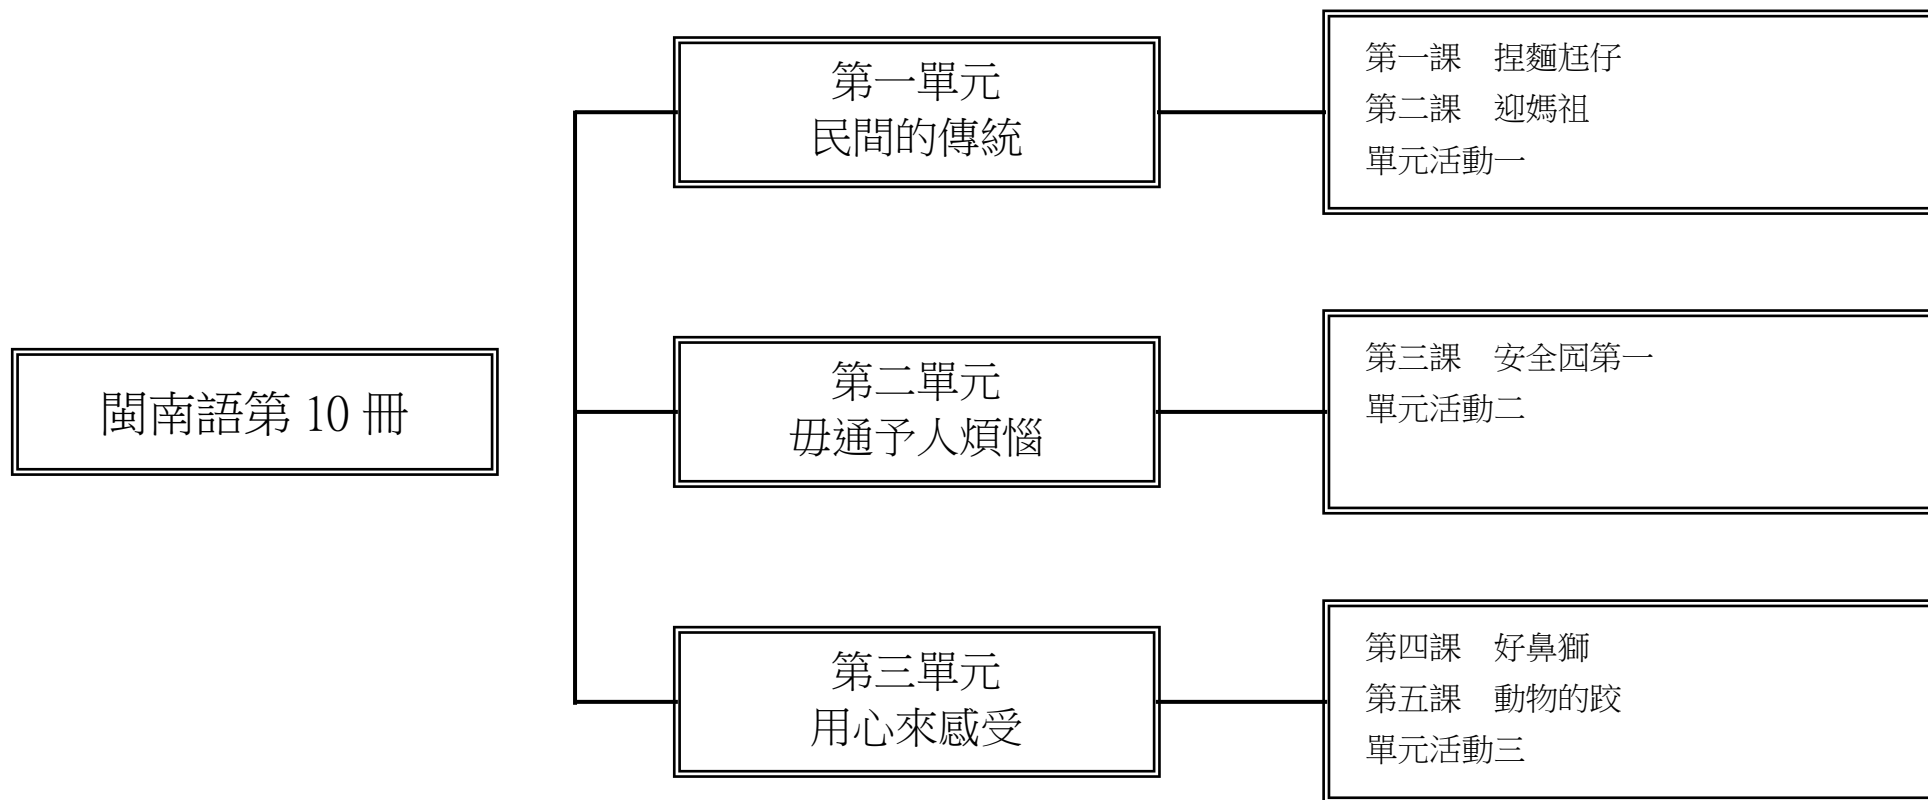 閩南語第 10 冊
第一單元
民間的傳統
第一課　捏麵尪仔
第二課　迎媽祖
單元活動一
第二單元
毋通予人煩惱
第三課　安全囥第一
單元活動二
第三單元
用心來感受
第四課　好鼻獅
第五課　動物的跤
單元活動三